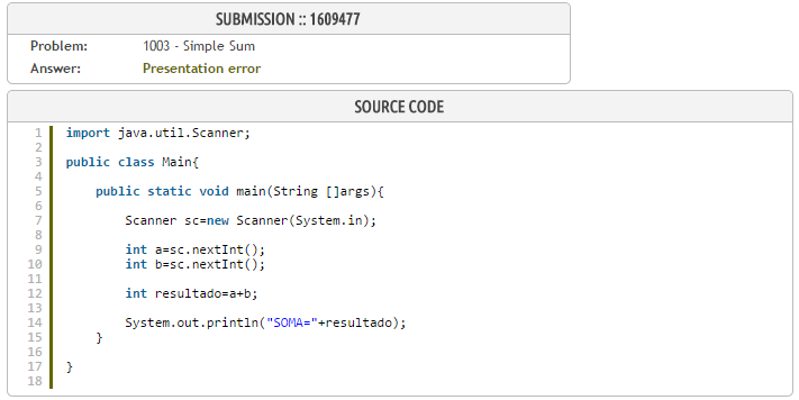 SUBMISSION :: 1609477
Problem: 1003 - Simple Sum
Answer: Presentation error
SOURCE CODE
1 import java.util.Scanner;
2
3 public class Main{
4
5 public static void main(String []args){
6
7 Scanner sc=new Scanner(System.in);
8
9 int a=sc.nextInt();
10 int b=sc.nextInt();
11
12 int resultado=a+b;
13
14 System.out.println("SOMA="+resultado);
15 }
16
17 }
18